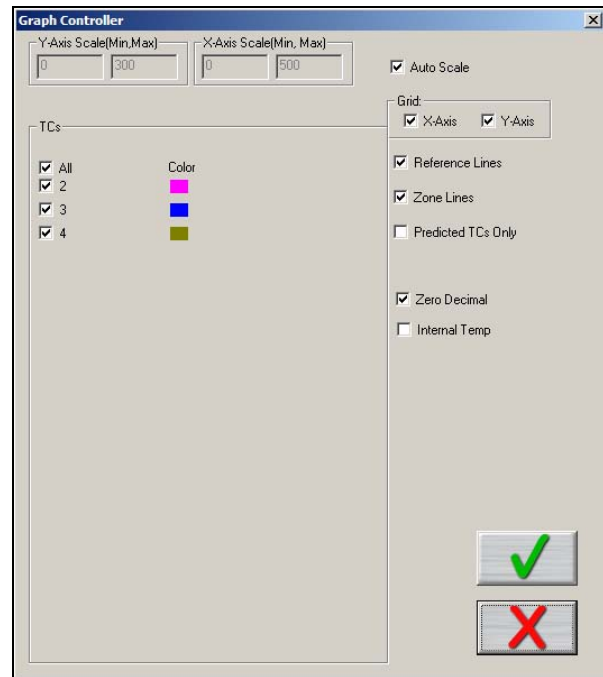 Graph Controller
Y-Axis Scale(Min,Max)
X-Axis Scale(Min, Max)
0
300
0
500
Auto Scale
Grid:
X-Axis
Y-Axis
TCs
All
Color
2
3
4
Reference Lines
Zone Lines
Predicted TCs Only
Zero Decimal
Internal Temp